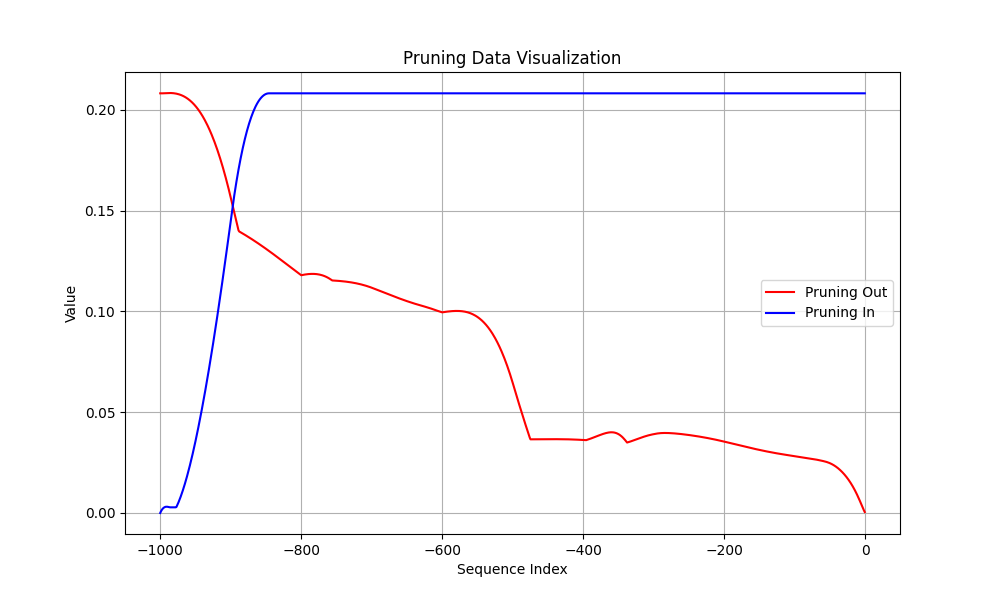 Pruning Data Visualization
Value
0.20
0.15
0.10
0.05
0.00
Pruning Out
Pruning In
−1000 −800 −600 −400 −200 0
Sequence Index